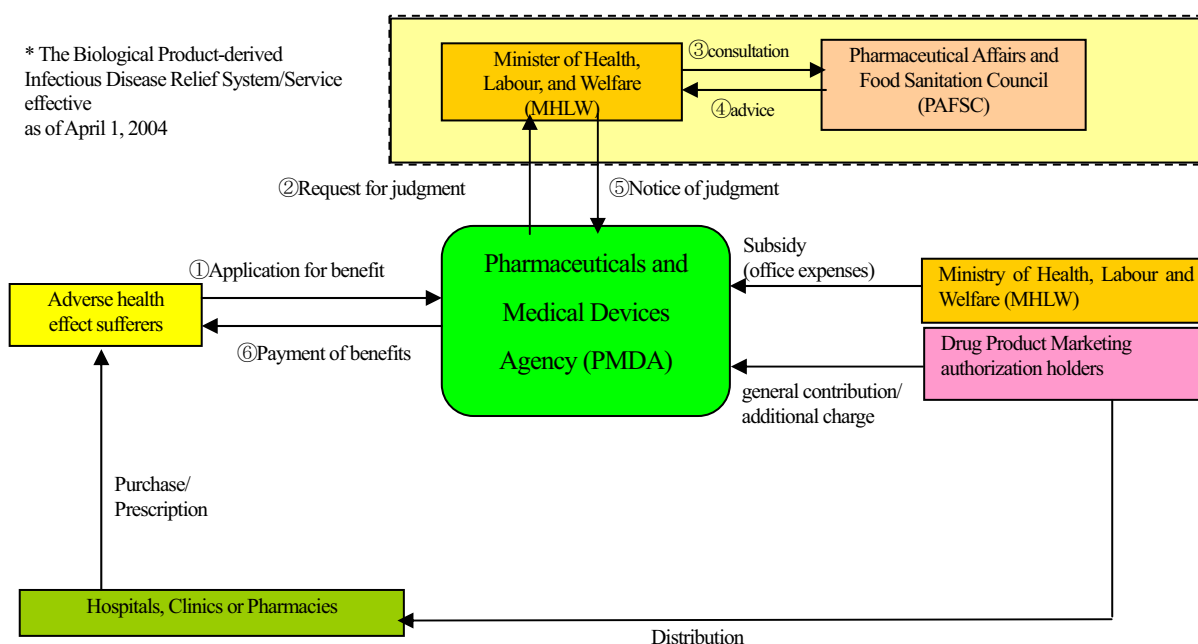 * The Biological Product-derived
Infectious Disease Relief System/Service
effective
as of April 1, 2004
Minister of Health,
Labour, and Welfare
(MHLW)
③consultation
④advice
Pharmaceutical Affairs and
Food Sanitation Council
(PAFSC)
②Request for judgment
⑤Notice of judgment
①Application for benefit
Adverse health
effect sufferers
⑥Payment of benefits
Pharmaceuticals and
Medical Devices
Agency (PMDA)
Subsidy
(office expenses)
Ministry of Health, Labour and
Welfare (MHLW)
Drug Product Marketing
authorization holders
general contribution/
additional charge
Purchase/
Prescription
Hospitals, Clinics or Pharmacies
Distribution